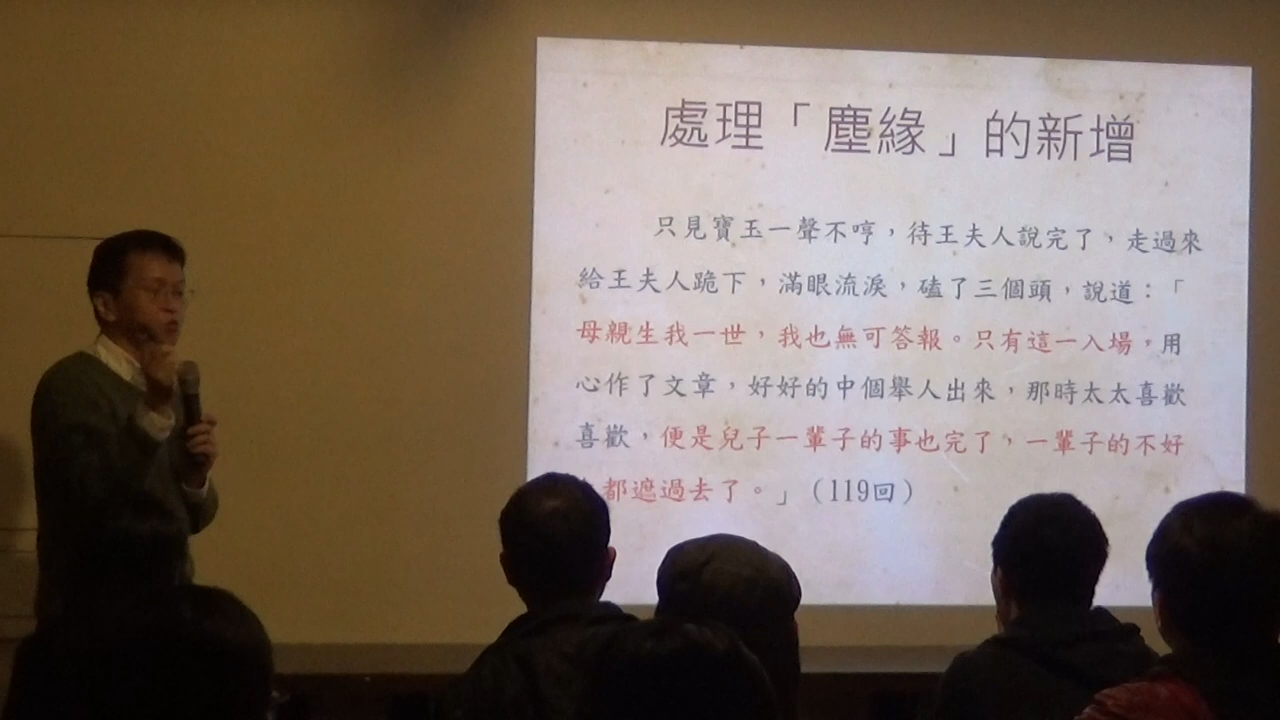 處理「塵緣」的新增
只見寶玉一聲不哼，待王夫人說完了，走過來
給王夫人跪下，滿眼流淚，磕了三個頭，說道：「
母親生我一世，我也無可答報。只有這一入場，用
心作了文章，好好的中個舉人出來，那時太太喜歡
喜歡，便是兒子一輩子的事也完了，一輩子的不好
都遮過去了。」（119回）